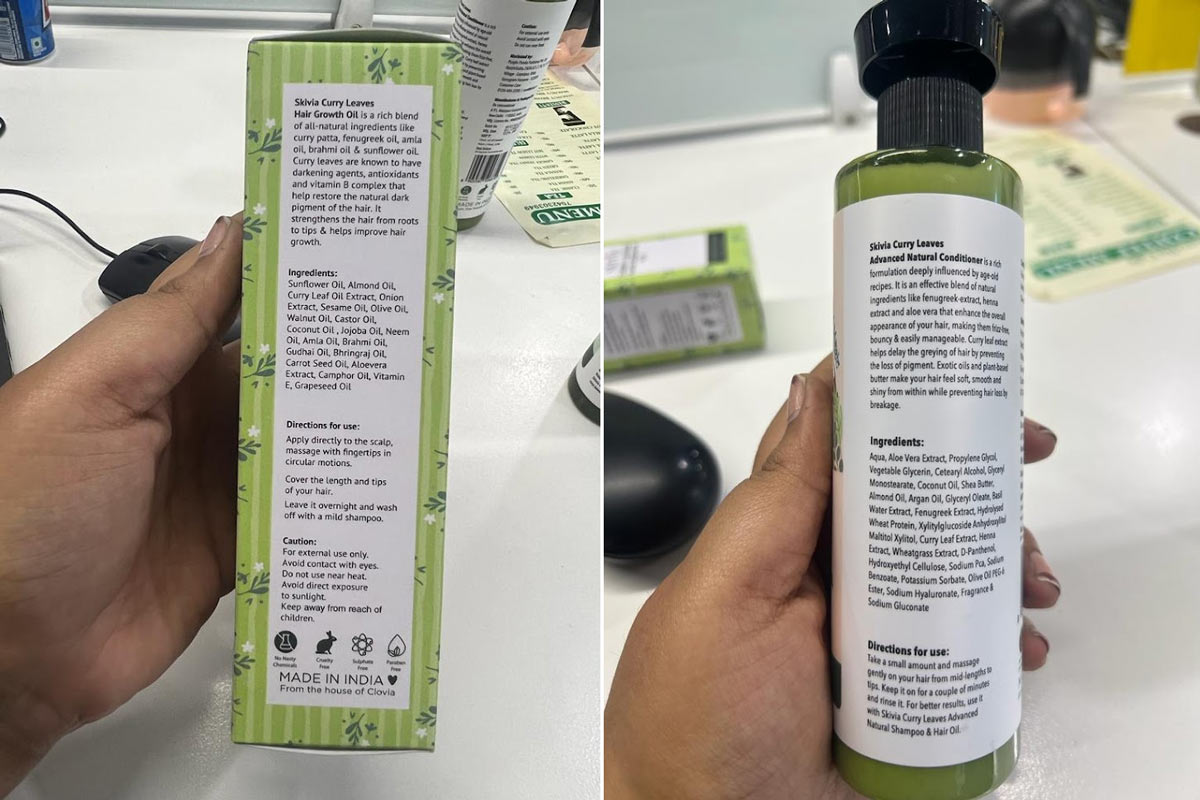 Skivia Curry Leaves
Hair Growth Oil is a rich blend
of all-natural ingredients like
curry patta, fenugreek oil, amla
oil, brahmi oil & sunflower oil.
Curry leaves are known to have
darkening agents, antioxidants
and vitamin B complex that
help restore the natural dark
pigment of the hair. It
strengthens the hair from roots
to tips & helps improve hair
growth.
Ingredients:
Sunflower Oil, Almond Oil,
Curry Leaf Oil Extract, Onion
Extract, Sesame Oil, Olive Oil,
Walnut Oil, Castor Oil,
Coconut Oil , Jojoba Oil, Neem
Oil, Amla Oil, Brahmi Oil,
Gudhai Oil, Bhringraj Oil,
Carrot Seed Oil, Aloevera
Extract, Camphor Oil, Vitamin
E, Grapeseed Oil
Directions for use:
Apply directly to the scalp,
massage with fingertips in
circular motions.
Cover the length and tips
of your hair.
Leave it overnight and wash
off with a mild shampoo.
Caution:
For external use only.
Avoid contact with eyes.
Do not use near heat.
Avoid direct exposure
to sunlight.
Keep away from reach of
children.
No Nasty
Chemicals
Cruelty
Free
Sulphate
Free
Paraben
Free
MADE IN INDIA
From the house of Clovia
Caution:
MENU
7042303949
TEA
Skivia Curry Leaves
Advanced Natural Conditioner is a rich
formulation deeply influenced by age-old
recipes. It is an effective blend of natural
ingredients like fenugreek-extract, henna
extract and aloe vera that enhance the overall
appearance of your hair, making them frizz-free,
bouncy & easily manageable. Curry leaf extract
helps delay the greying of hair by preventing
the loss of pigment. Exotic oils and plant-based
butter make your hair feel soft, smooth and
shiny from within while preventing hair loss by
breakage.
Ingredients:
Aqua, Aloe Vera Extract, Propylene Glycol,
Vegetable Glycerin, Cetearyl Alcohol, Glyceryl
Monostearate, Coconut Oil, Shea Butter,
Almond Oil, Argan Oil, Glyceryl Oleate, Basil
Water Extract, Fenugreek Extract, Hydrolysed
Wheat Protein, Xylitylglucoside Anhydroxylitol
Maltitol Xylitol, Curry Leaf Extract, Henna
Extract, Wheatgrass Extract, D-Panthenol,
Hydroxyethyl Cellulose, Sodium Pca, Sodium
Benzoate, Potassium Sorbate, Olive Oil PEG-6
Ester, Sodium Hyaluronate, Fragrance &
Sodium Gluconate
Directions for use:
Take a small amount and massage
gently on your hair from mid-lengths to
tips. Keep it on for a couple of minutes
and rinse it. For better results, use it
with Skivia Curry Leaves Advanced
Natural Shampoo & Hair Oil.